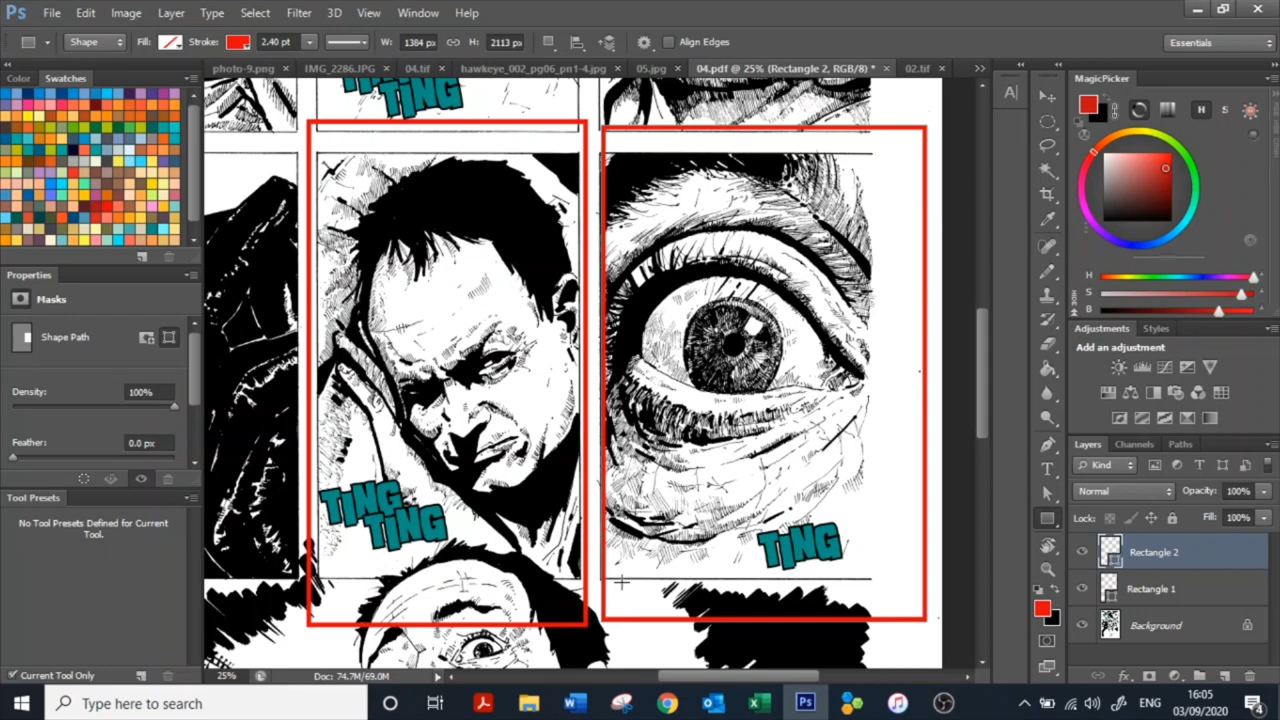 Ps File Edit Image Layer Type Select Filter 3D View Window Help
Shape Fill: Stroke: 2.40 pt W: 1384 px H: 2113 px Align Edges Essentials
Color Swatches
photo-9.png × IMG_2286.JPG × 04.tif × hawkeye_002_pg06_pn1-4.jpg × 05.jpg × 04.pdf @ 25% (Rectangle 2, RGB/8) * × 02.tif ×
MagicPicker
H S
TING
Properties
Masks
Shape Path
Density: 100%
Feather: 0.0 px
Tool Presets
No Tool Presets Defined for Current
Tool.
Current Tool Only
TING
TING
TING
HIDE
H
S
B
Adjustments Styles
Add an adjustment
Layers Channels Paths
Kind
Normal Opacity: 100%
Lock: Fill: 100%
Rectangle 2
Rectangle 1
Background
25% Doc: 74.7M/69.0M
Type here to search
ENG
16:05
03/09/2020
4